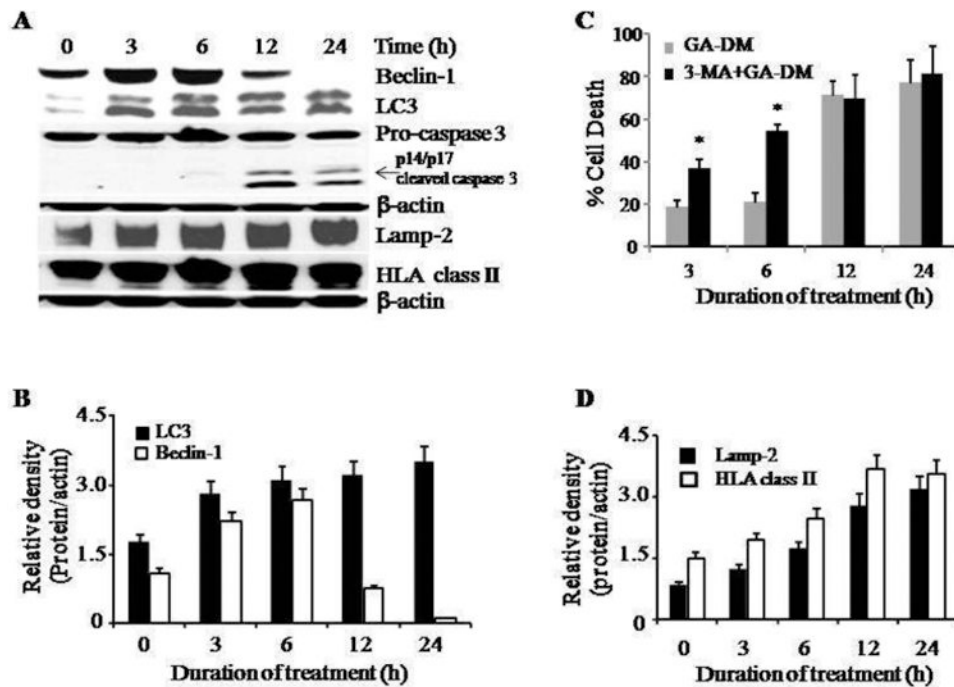 A
0 3 6 12 24 Time (h)
Beclin-1
LC3
Pro-caspase 3
p14/p17
cleaved caspase 3
β-actin
Lamp-2
HLA class II
β-actin
B
4.5
3.0
1.5
0
Relative density
(Protein/actin)
LC3
Beclin-1
0 3 6 12 24
Duration of treatment (h)
C
100
80
60
40
20
0
% Cell Death
GA-DM
3-MA+GA-DM
* *
3 6 12 24
Duration of treatment (h)
D
4.5
3.0
1.5
0
Relative density
(protein/actin)
Lamp-2
HLA class II
0 3 6 12 24
Duration of treatment (h)